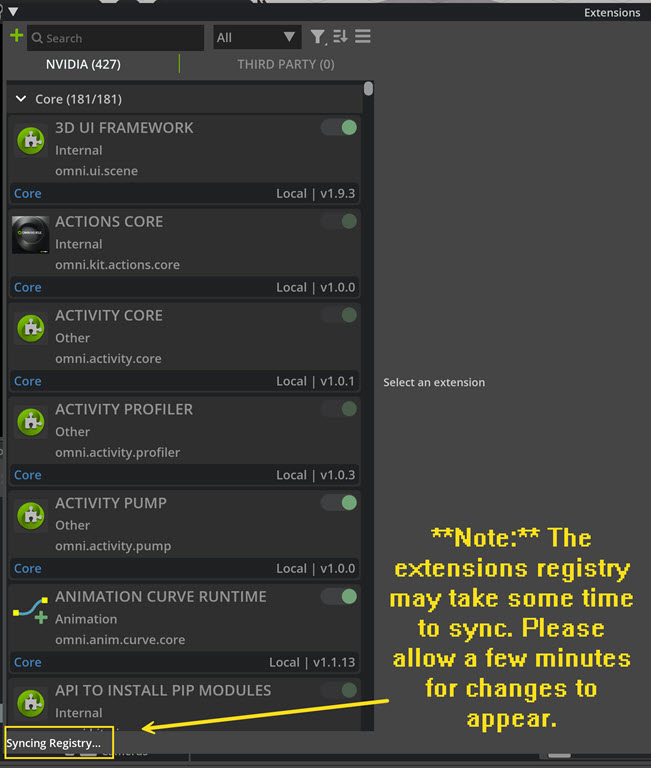 Extensions
Search
All
NVIDIA (427)
THIRD PARTY (0)
Core (181/181)
3D UI FRAMEWORK
Internal
omni.ui.scene
Core
Local | v1.9.3
ACTIONS CORE
Internal
omni.kit.actions.core
Core
Local | v1.0.0
ACTIVITY CORE
Other
omni.activity.core
Core
Local | v1.0.1
ACTIVITY PROFILER
Other
omni.activity.profiler
Core
Local | v1.0.3
ACTIVITY PUMP
Other
omni.activity.pump
Core
Local | v1.0.0
ANIMATION CURVE RUNTIME
Animation
omni.anim.curve.core
Core
Local | v1.1.13
API TO INSTALL PIP MODULES
Internal
Syncing Registry...
Select an extension
**Note:** The
extensions registry
may take some time
to sync. Please
allow a few minutes
for changes to
appear.